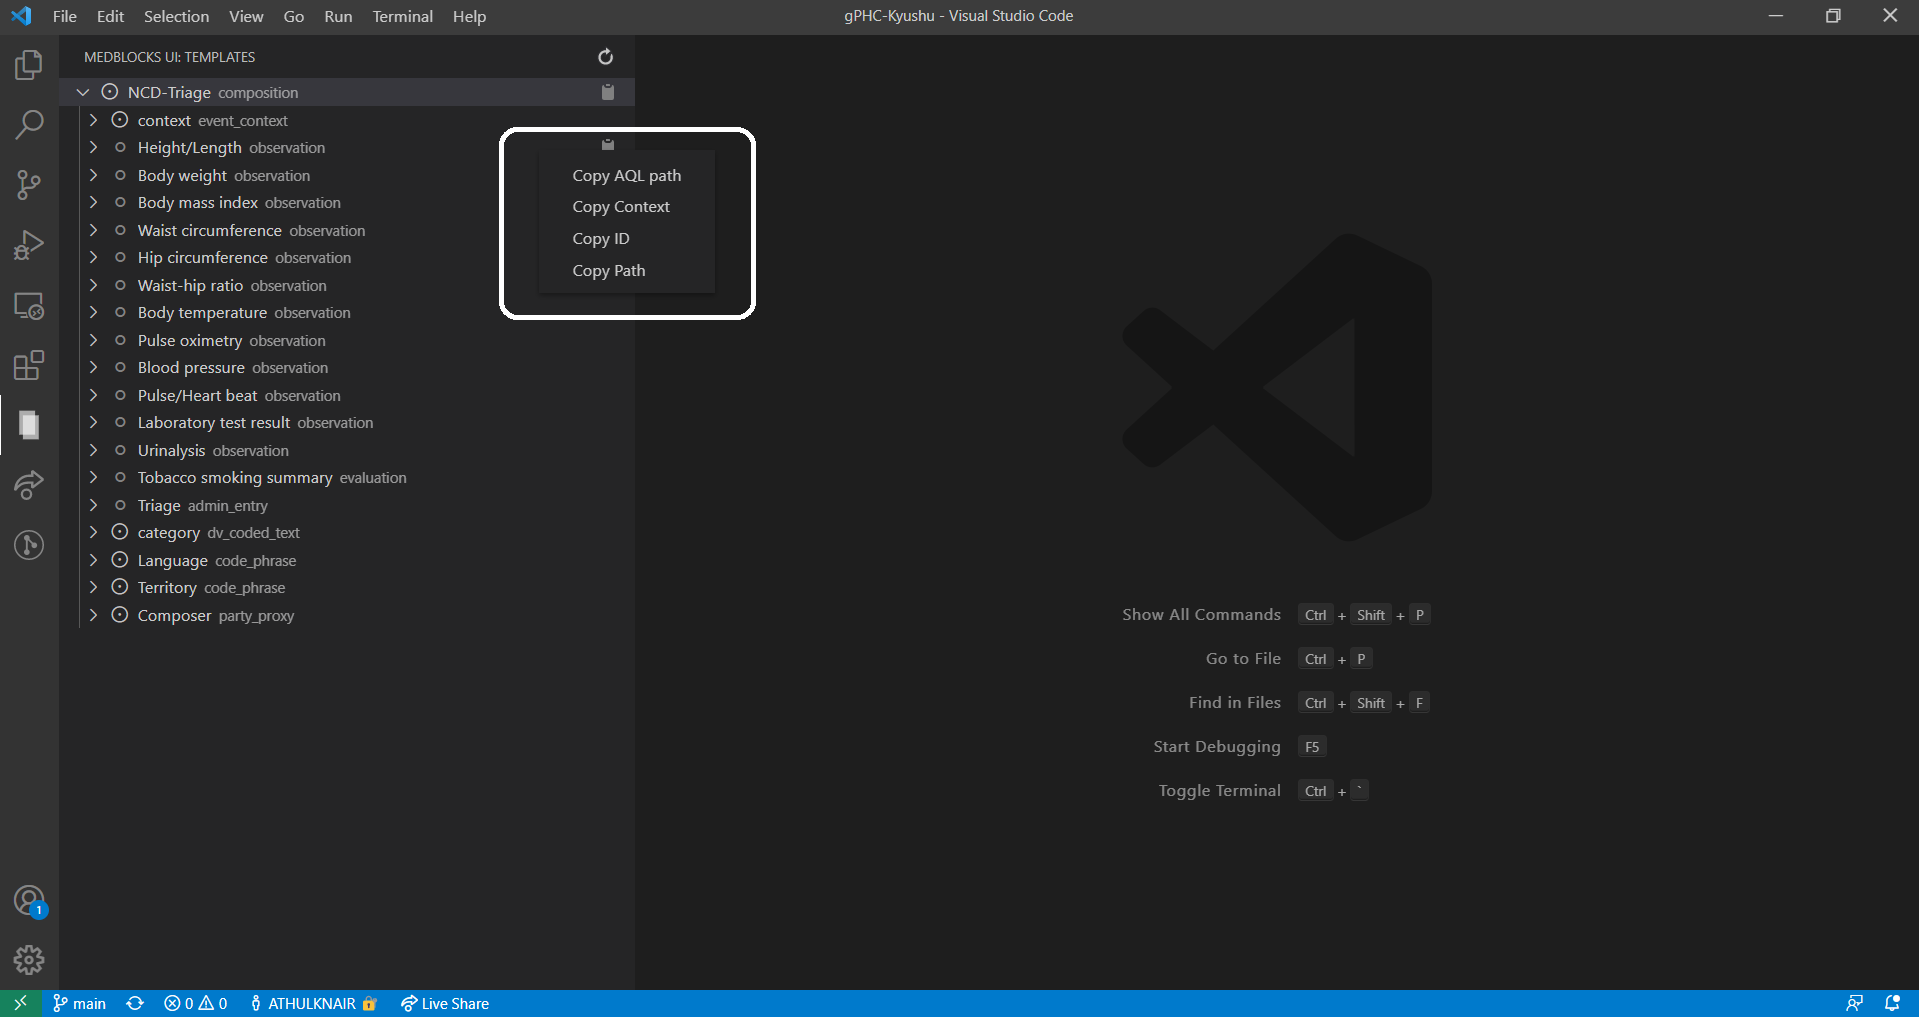 File Edit Selection View Go Run Terminal Help
gPHC-Kyushu - Visual Studio Code
MEDBLOCKS UI: TEMPLATES
NCD-Triage composition
context event_context
Height/Length observation
Body weight observation
Body mass index observation
Waist circumference observation
Hip circumference observation
Waist-hip ratio observation
Body temperature observation
Pulse oximetry observation
Blood pressure observation
Pulse/Heart beat observation
Laboratory test result observation
Urinalysis observation
Tobacco smoking summary evaluation
Triage admin_entry
category dv_coded_text
Language code_phrase
Territory code_phrase
Composer party_proxy
Copy AQL path
Copy Context
Copy ID
Copy Path
Show All Commands Ctrl + Shift + P
Go to File Ctrl + P
Find in Files Ctrl + Shift + F
Start Debugging F5
Toggle Terminal Ctrl + `
1
main 0 0 ATHULKNAIR Live Share